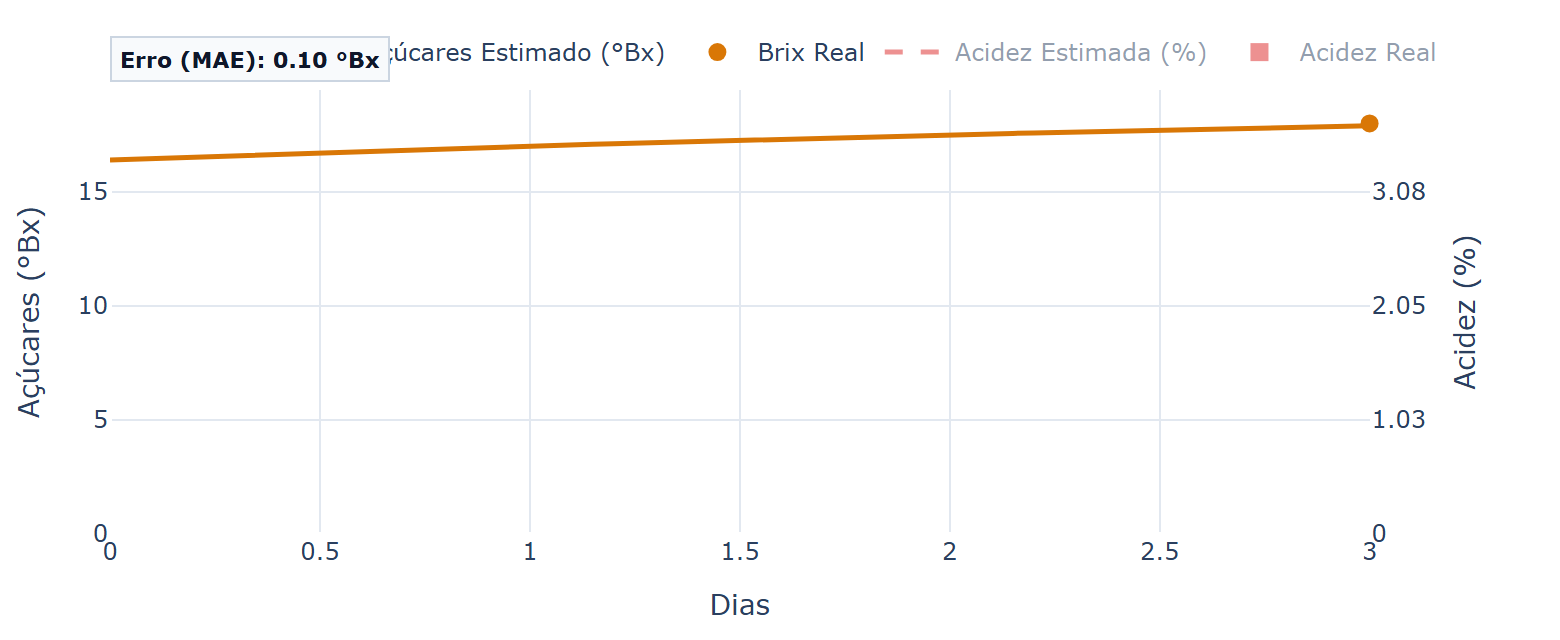 Erro (MAE): 0.10 °Bx
çúcares Estimado (°Bx)
Brix Real
Acidez Estimada (%)
Acidez Real
Açúcares (°Bx)
15
10
5
0
3.08
2.05
1.03
0
Acidez (%)
0 0.5 1 1.5 2 2.5 3
Dias